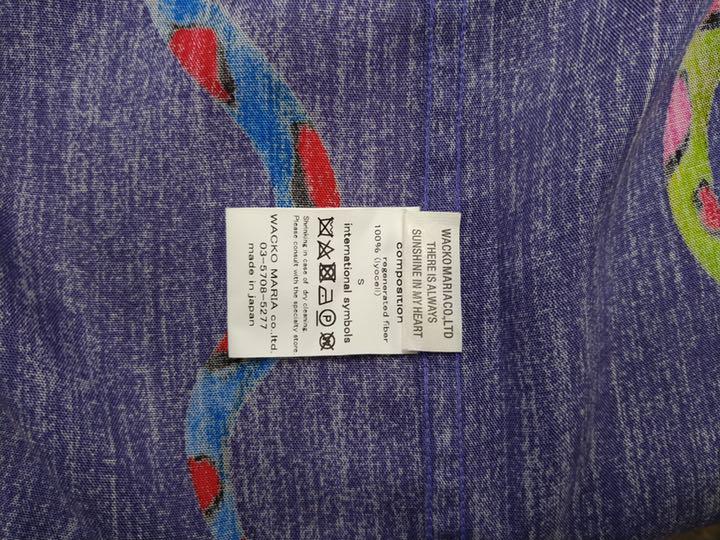 WACKO MARIA CO.,LTD
THERE IS ALWAYS
SUNSHINE IN MY HEART
composition
regenerated fiber
100% (lyocell)
S
international symbols
P
W
Shrinking in case of dry cleaning
Please consult with the specialty store
WACKO MARIA co.,ltd.
03-5708-5277
made in japan